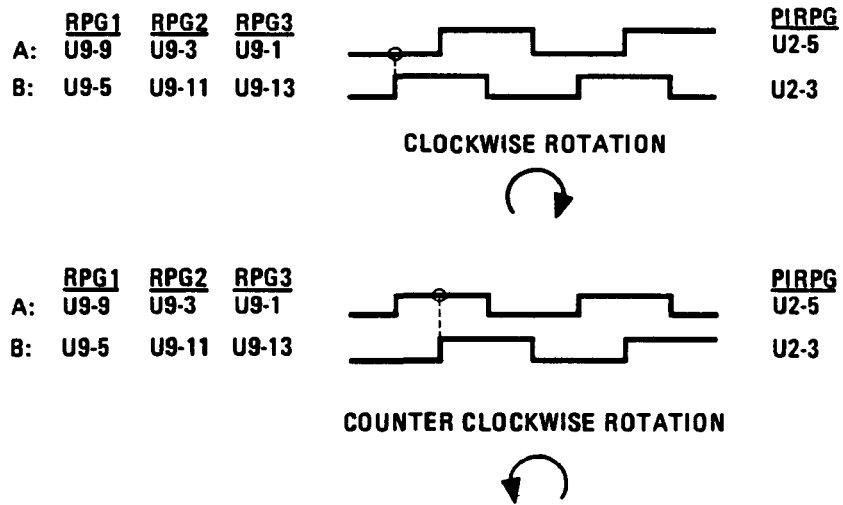 RPG1 RPG2 RPG3 PIRPG
A: U9-9 U9-3 U9-1 U2-5
B: U9-5 U9-11 U9-13 U2-3
CLOCKWISE ROTATION
RPG1 RPG2 RPG3 PIRPG
A: U9-9 U9-3 U9-1 U2-5
B: U9-5 U9-11 U9-13 U2-3
COUNTER CLOCKWISE ROTATION